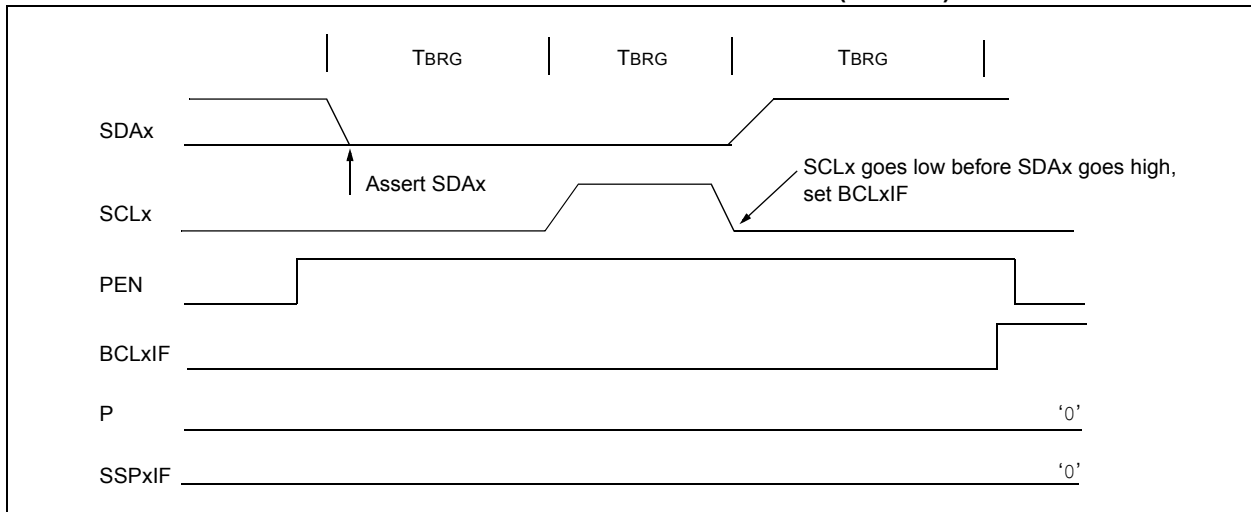 TBRG TBRG TBRG
SDAx
Assert SDAx
SCLx goes low before SDAx goes high,
set BCLxIF
SCLx
PEN
BCLxIF
P ‘0’
SSPxIF ‘0’